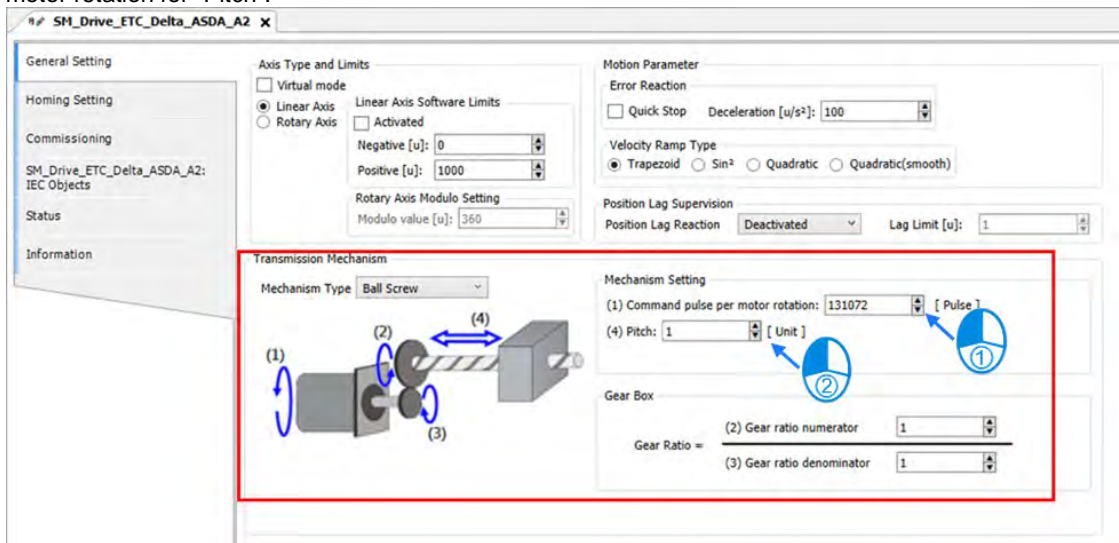 motor rotation for "Pitch".
SM_Drive_ETC_Delta_ASDA_A2 X
General Setting
Homing Setting
Commissioning
SM_Drive_ETC_Delta_ASDA_A2:
IEC Objects
Status
Information
Axis Type and Limits
Virtual mode
Linear Axis
Rotary Axis
Linear Axis Software Limits
Activated
Negative [u]: 0
Positive [u]: 1000
Rotary Axis Modulo Setting
Modulo value [u]: 360
Motion Parameter
Error Reaction
Quick Stop Deceleration [u/s²]: 100
Velocity Ramp Type
Trapezoid Sin² Quadratic Quadratic(smooth)
Position Lag Supervision
Position Lag Reaction Deactivated Lag Limit [u]: 1
Transmission Mechanism
Mechanism Type Ball Screw
(1)
(2)
(4)
(3)
Mechanism Setting
(1) Command pulse per motor rotation: 131072 [ Pulse ]
(4) Pitch: 1 [ Unit ]
①
②
Gear Box
Gear Ratio =
(2) Gear ratio numerator 1
(3) Gear ratio denominator 1